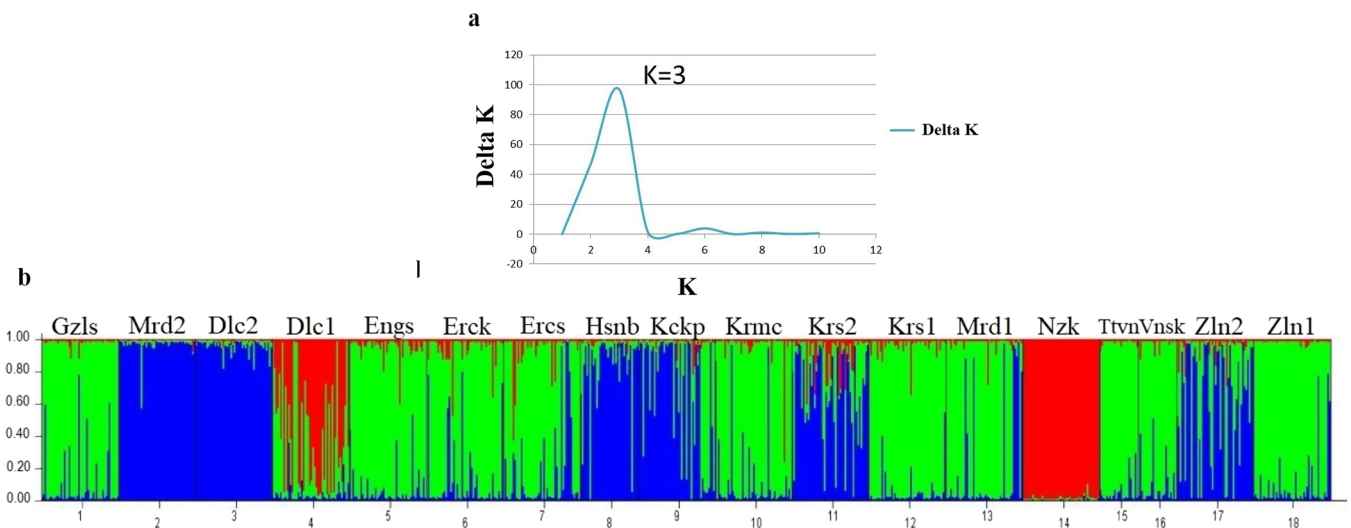 a
120
100
80
60
40
20
0
-20
K=3
Delta K
Delta K
0 2 4 6 8 10 12
K
b
Gzls Mrd2 Dlc2 Dlc1 Engs Erck Ercs Hsnb Kckp Krmc Krs2 Krs1 Mrd1 Nzk Ttvn Vnsk Zln2 Zln1
1.00
0.80
0.60
0.40
0.20
0.00
1 2 3 4 5 6 7 8 9 10 11 12 13 14 15 16 17 18